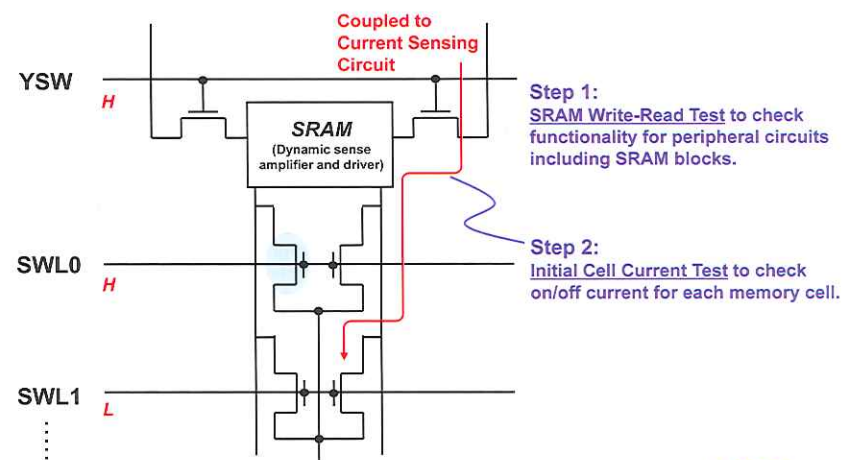 Coupled to
Current Sensing
Circuit
YSW
H
SRAM
(Dynamic sense
amplifier and driver)
Step 1:
SRAM Write-Read Test to check
functionality for peripheral circuits
including SRAM blocks.
Step 2:
Initial Cell Current Test to check
on/off current for each memory cell.
SWL0
H
SWL1
L